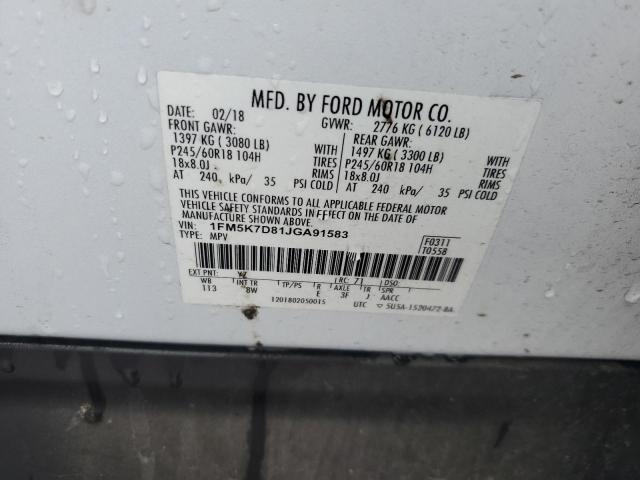 MFD. BY FORD MOTOR CO.
DATE: 02/18 GVWR: 2776 KG ( 6120 LB)
FRONT GAWR: REAR GAWR:
1397 KG ( 3080 LB) WITH 1497 KG ( 3300 LB) WITH
P245/60R18 104H TIRES P245/60R18 104H TIRES
18x8.0J RIMS 18x8.0J RIMS
AT 240 kPa/ 35 PSI COLD AT 240 kPa/ 35 PSI COLD
THIS VEHICLE CONFORMS TO ALL APPLICABLE FEDERAL MOTOR
VEHICLE SAFETY STANDARDS IN EFFECT ON THE DATE OF
MANUFACTURE SHOWN ABOVE.
VIN: 1FM5K7D81JGA91583 F0311
TYPE: MPV T0558
EXT PNT: YZ RC: 7 DSO:
WB INT TR TP/PS R AXLE TR SPR
113 8W E 3F J AACC
1201802050015 UTC 5U5A-1520472-BA